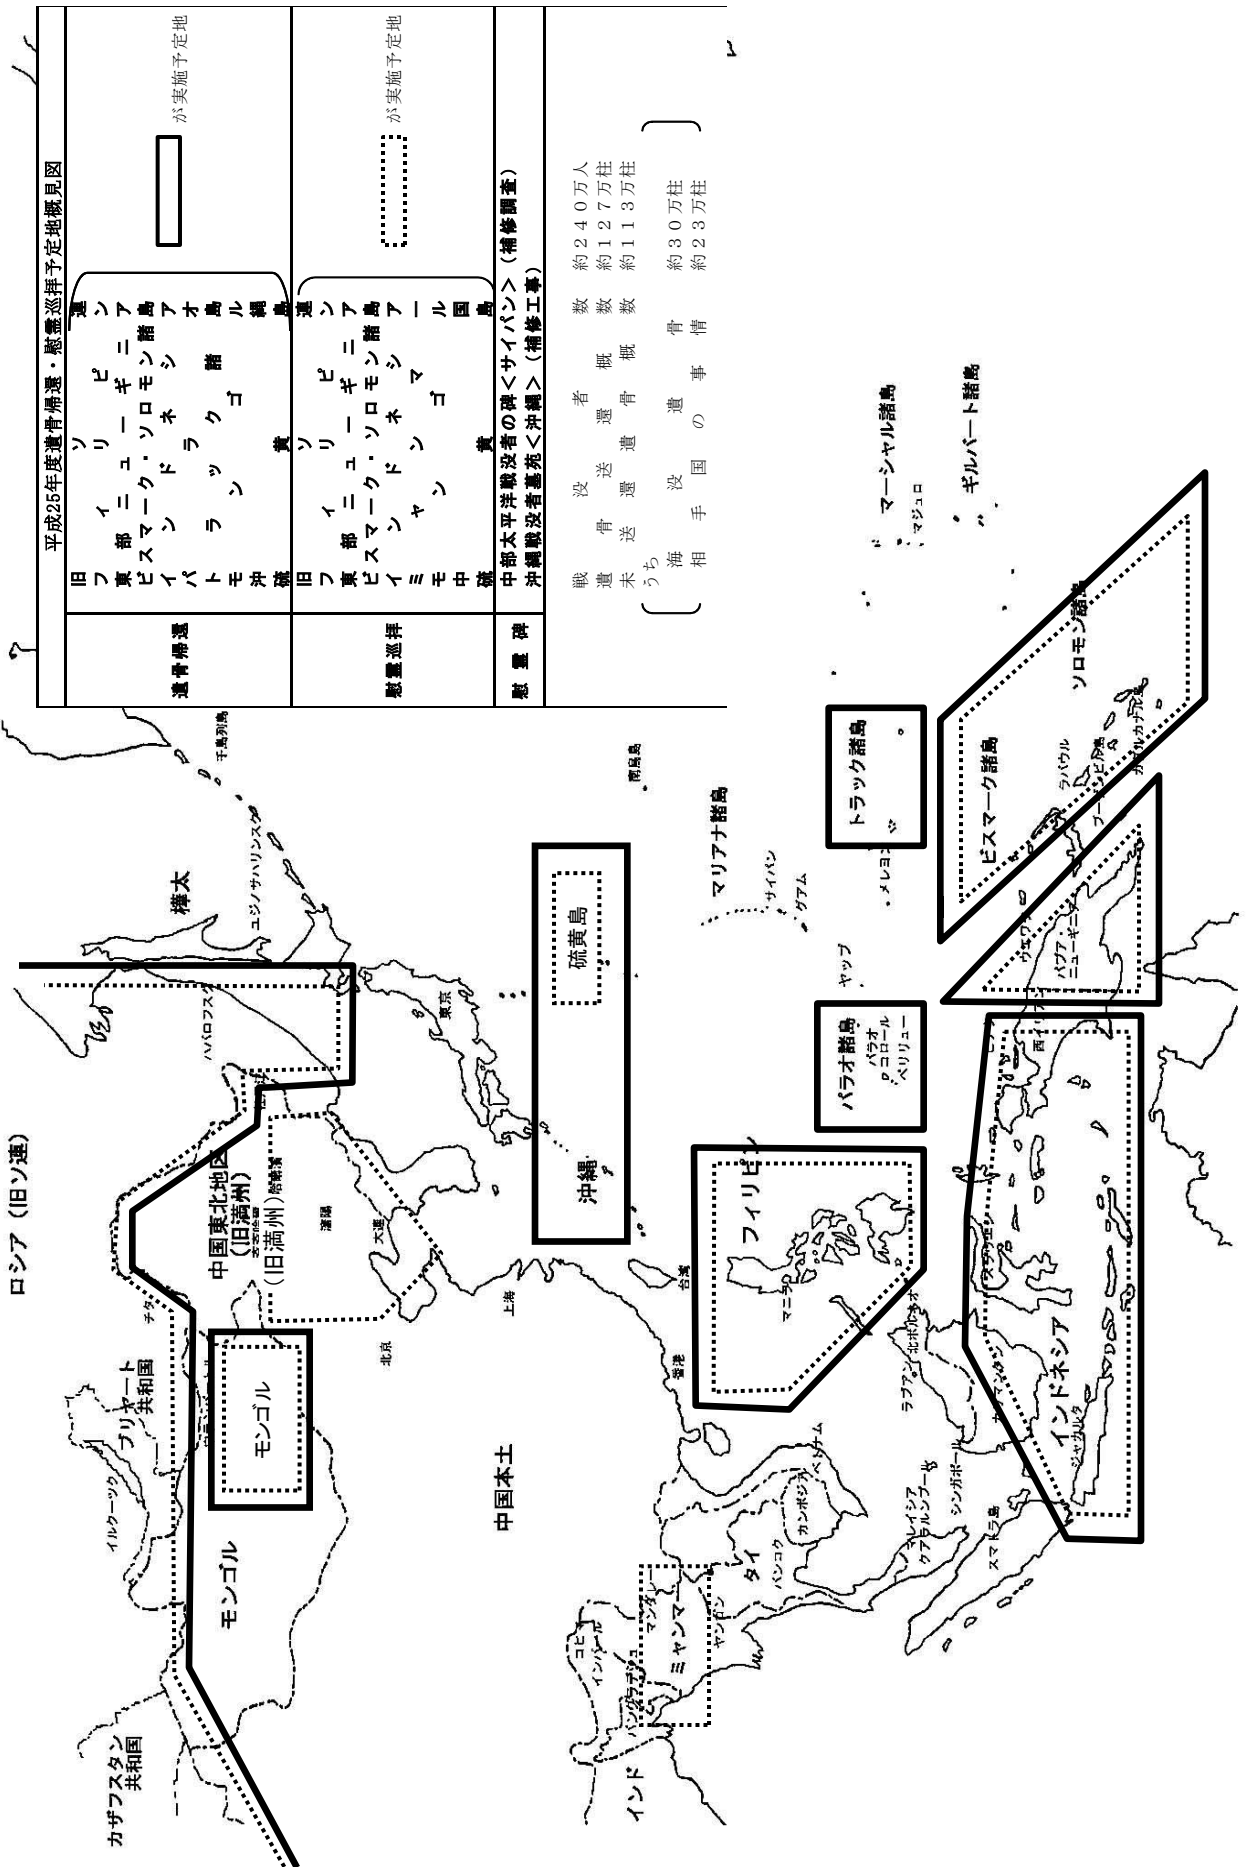 平成25年度遺骨帰還・慰霊巡拝予定地概見図
遺骨帰還
旧ソ連
フィリピン
東部ニューギニア
ビスマーク・ソロモン諸島
インドネシア
パラオ
トラック諸島
モンゴル
沖縄
硫黄島
が実施予定地
慰霊巡拝
旧ソ連
フィリピン
東部ニューギニア
ビスマーク・ソロモン諸島
インドネシア
ミャンマー
モンゴル
中国
硫黄島
が実施予定地
慰霊碑
中部太平洋戦没者の碑＜サイパン＞（補修調査）
沖縄戦没者墓苑＜沖縄＞（補修工事）
戦没者数 約２４０万人
遺骨送還概数 約１２７万柱
未送還遺骨概数 約１１３万柱
うち
海没遺骨 約３０万柱
相手国の事情 約２３万柱
ロシア（旧ソ連）
カザフスタン
共和国
ブリヤート
共和国
イルクーツク
チタ
モンゴル
モンゴル
中国東北地区
（旧満州）
（旧満州）
瀋陽
大連
北京
上海
中国本土
ハバロフスク
樺太
ユジノサハリンスク
千島列島
東京
沖縄
硫黄島
南鳥島
台湾
香港
マリアナ諸島
サイパン
グアム
ヤップ
メレヨン
トラック諸島
パラオ諸島
パラオ
コロール
ペリリュー
フィリピン
マニラ
インド
コヒマ
インパール
バングラデシュ
マンダレー
ミャンマー
ヤンゴン
タイ
バンコク
カンボジア
ベトナム
マレイシア
クアラルンプール
シンガポール
スマトラ島
ラブアン
北ボルネオ
カリマンタン
インドネシア
ジャカルタ
スラウェシ
西イリアン
パプア・
ニューギニア
ビスマーク諸島
ラバウル
ブーゲンビル島
ガダルカナル島
ソロモン諸島
マーシャル諸島
マジュロ
ギルバート諸島